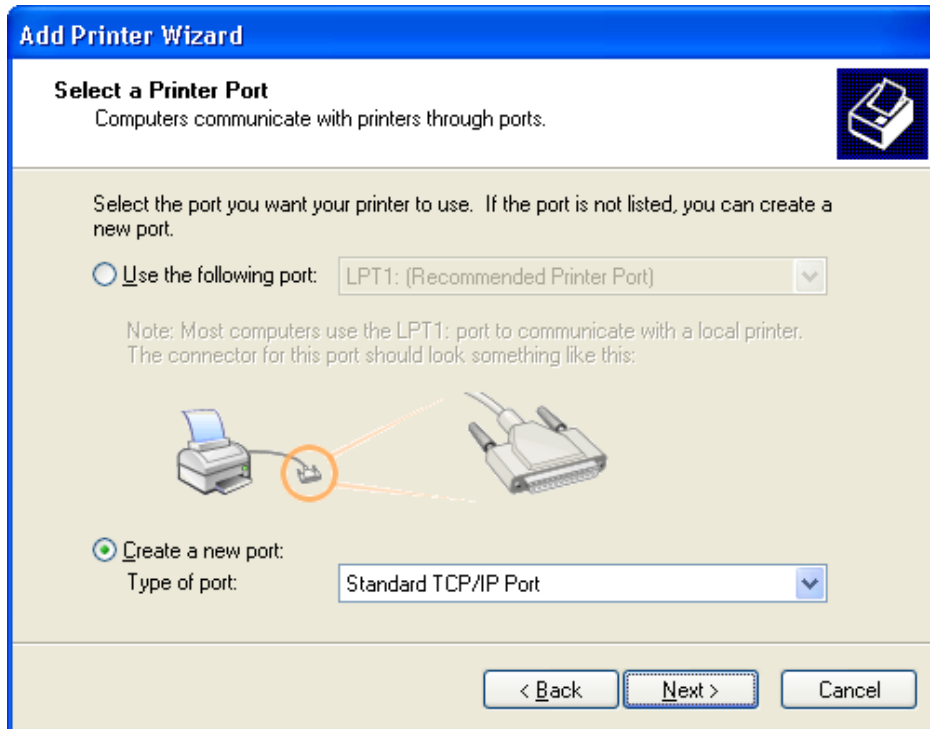 Add Printer Wizard
Select a Printer Port
Computers communicate with printers through ports.
Select the port you want your printer to use.  If the port is not listed, you can create a
new port.
Use the following port:
LPT1: (Recommended Printer Port)
Note: Most computers use the LPT1: port to communicate with a local printer.
The connector for this port should look something like this:
Create a new port:
Type of port:
Standard TCP/IP Port
< Back
Next >
Cancel